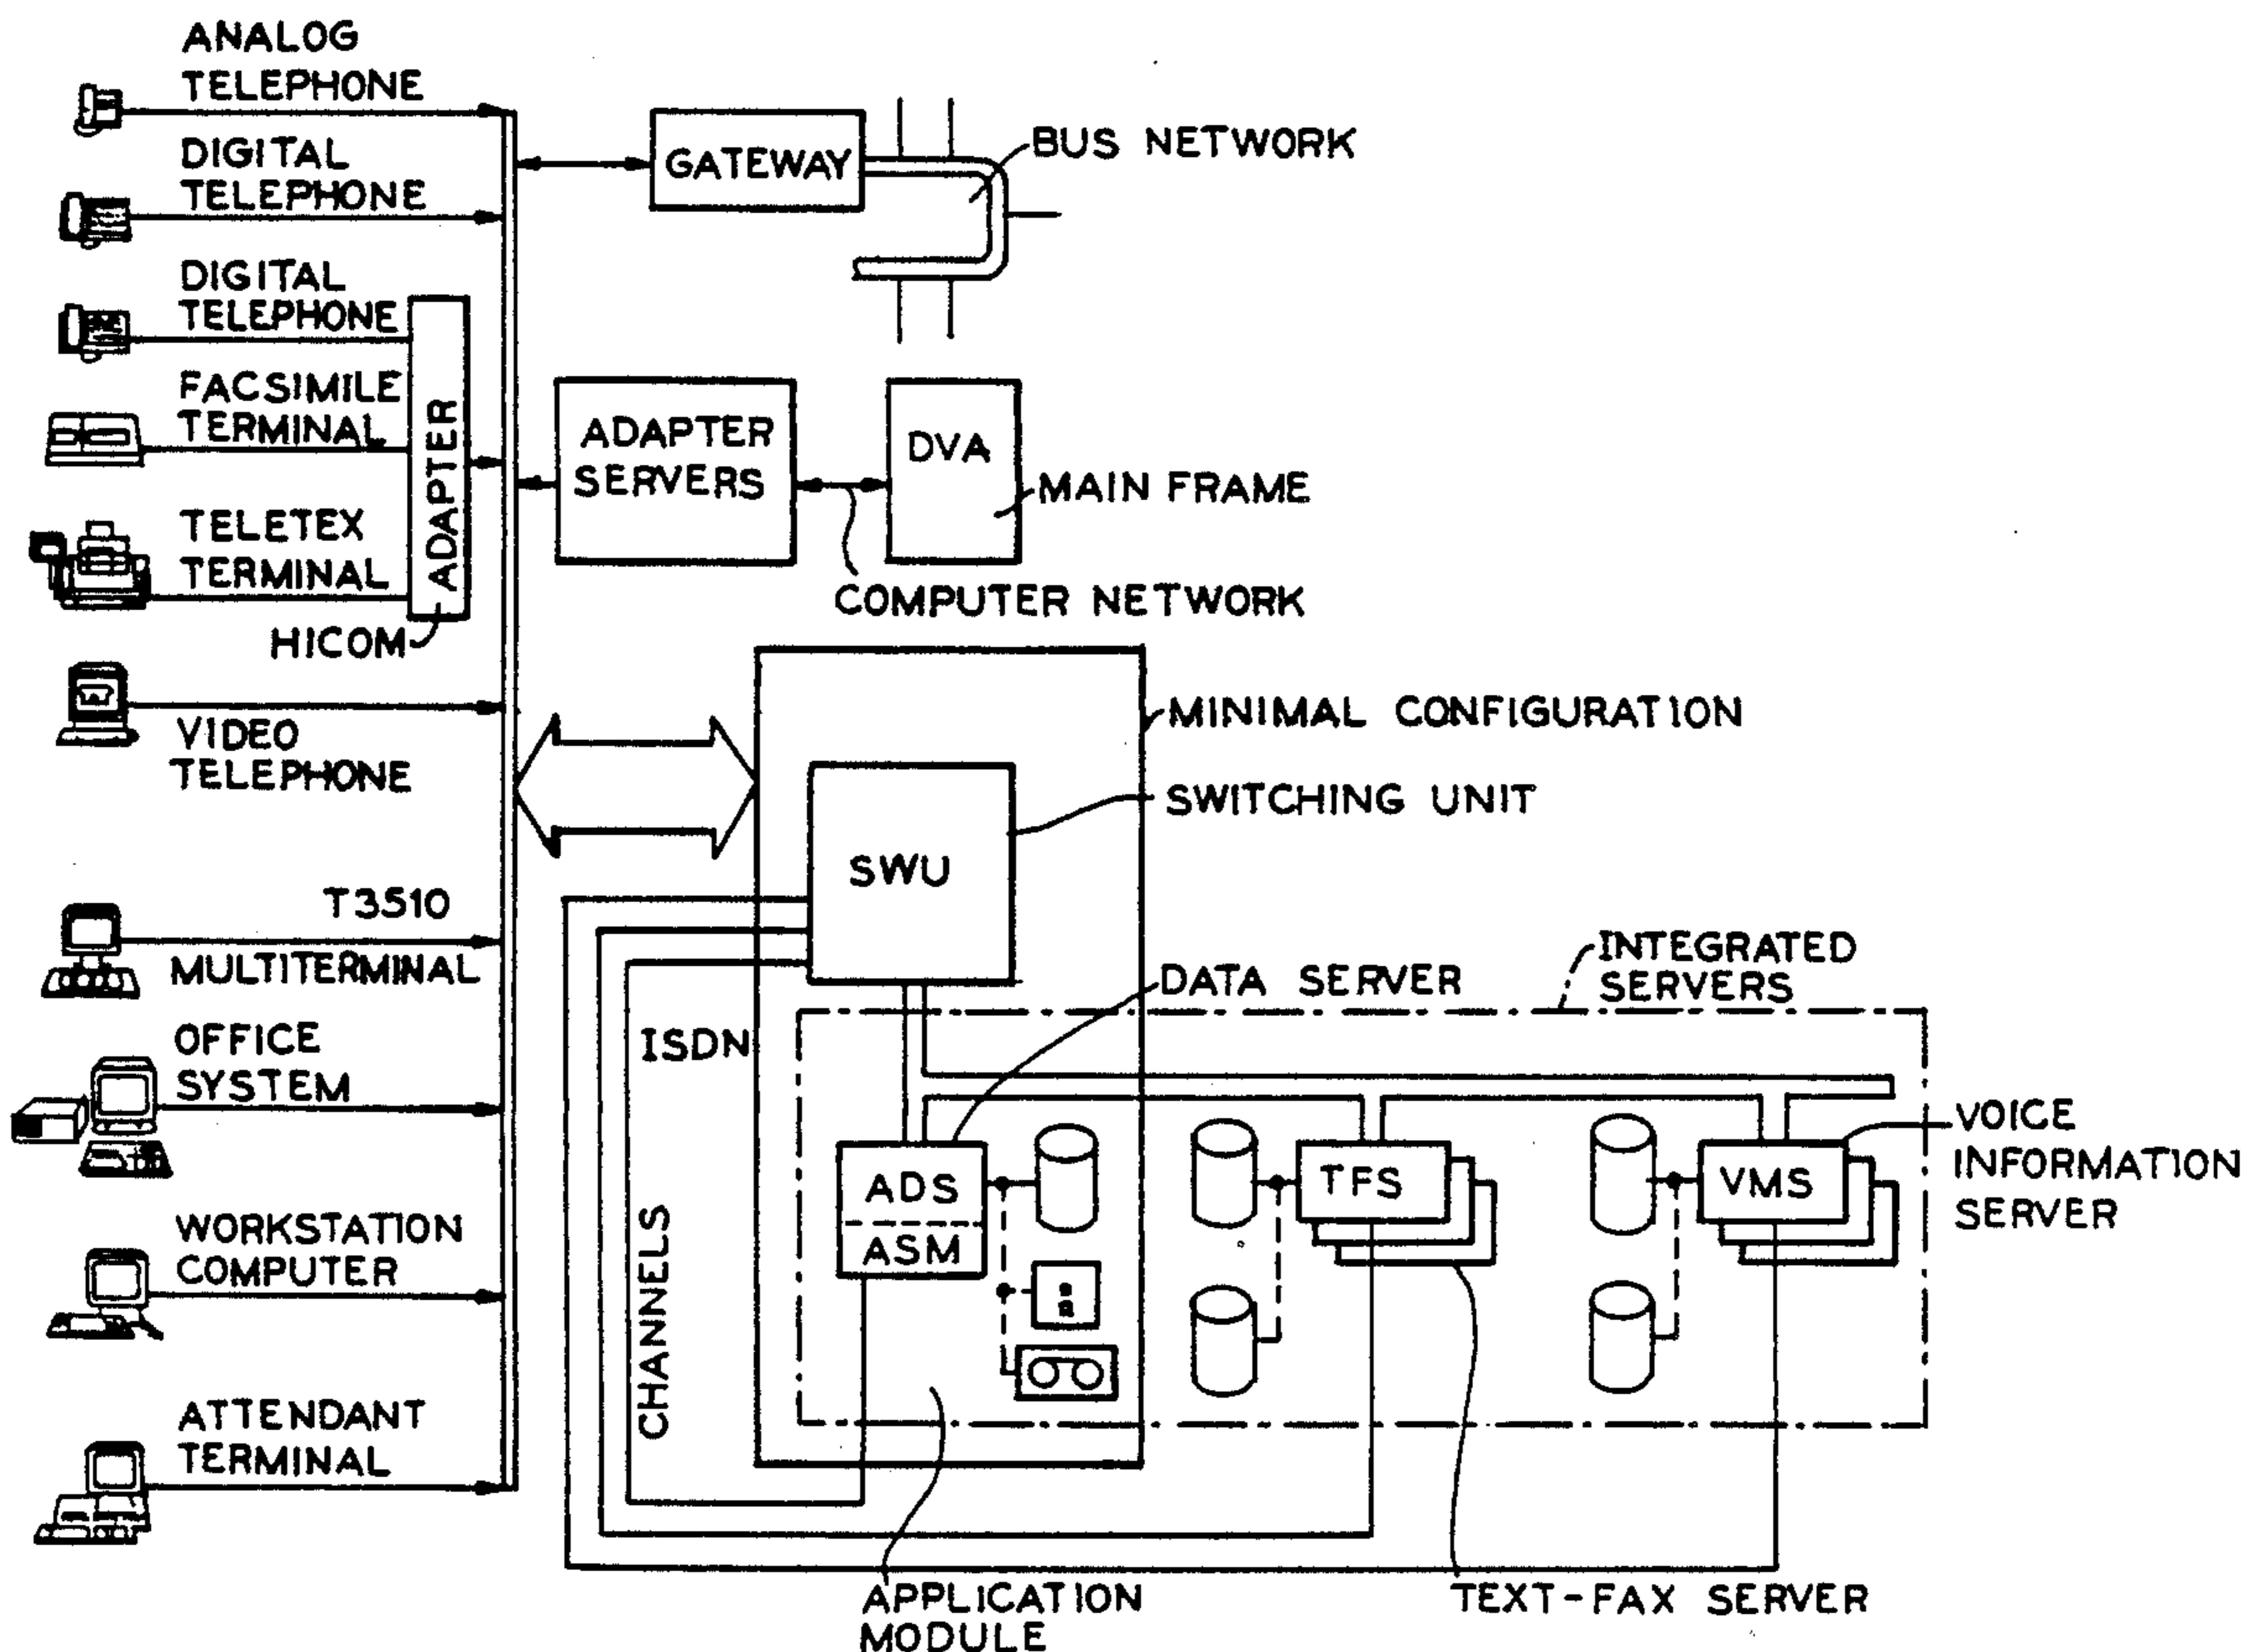 ANALOG
TELEPHONE
DIGITAL
TELEPHONE
DIGITAL
TELEPHONE
FACSIMILE
TERMINAL
TELETEX
TERMINAL
ADAPTER
HICOM
VIDEO
TELEPHONE
T3510
MULTITERMINAL
OFFICE
SYSTEM
WORKSTATION
COMPUTER
ATTENDANT
TERMINAL
GATEWAY
BUS NETWORK
ADAPTER
SERVERS
DVA
MAIN FRAME
COMPUTER NETWORK
MINIMAL CONFIGURATION
SWITCHING UNIT
SWU
INTEGRATED
SERVERS
DATA SERVER
ISDN
CHANNELS
ADS
ASM
TFS
VMS
VOICE
INFORMATION
SERVER
APPLICATION
MODULE
TEXT-FAX SERVER